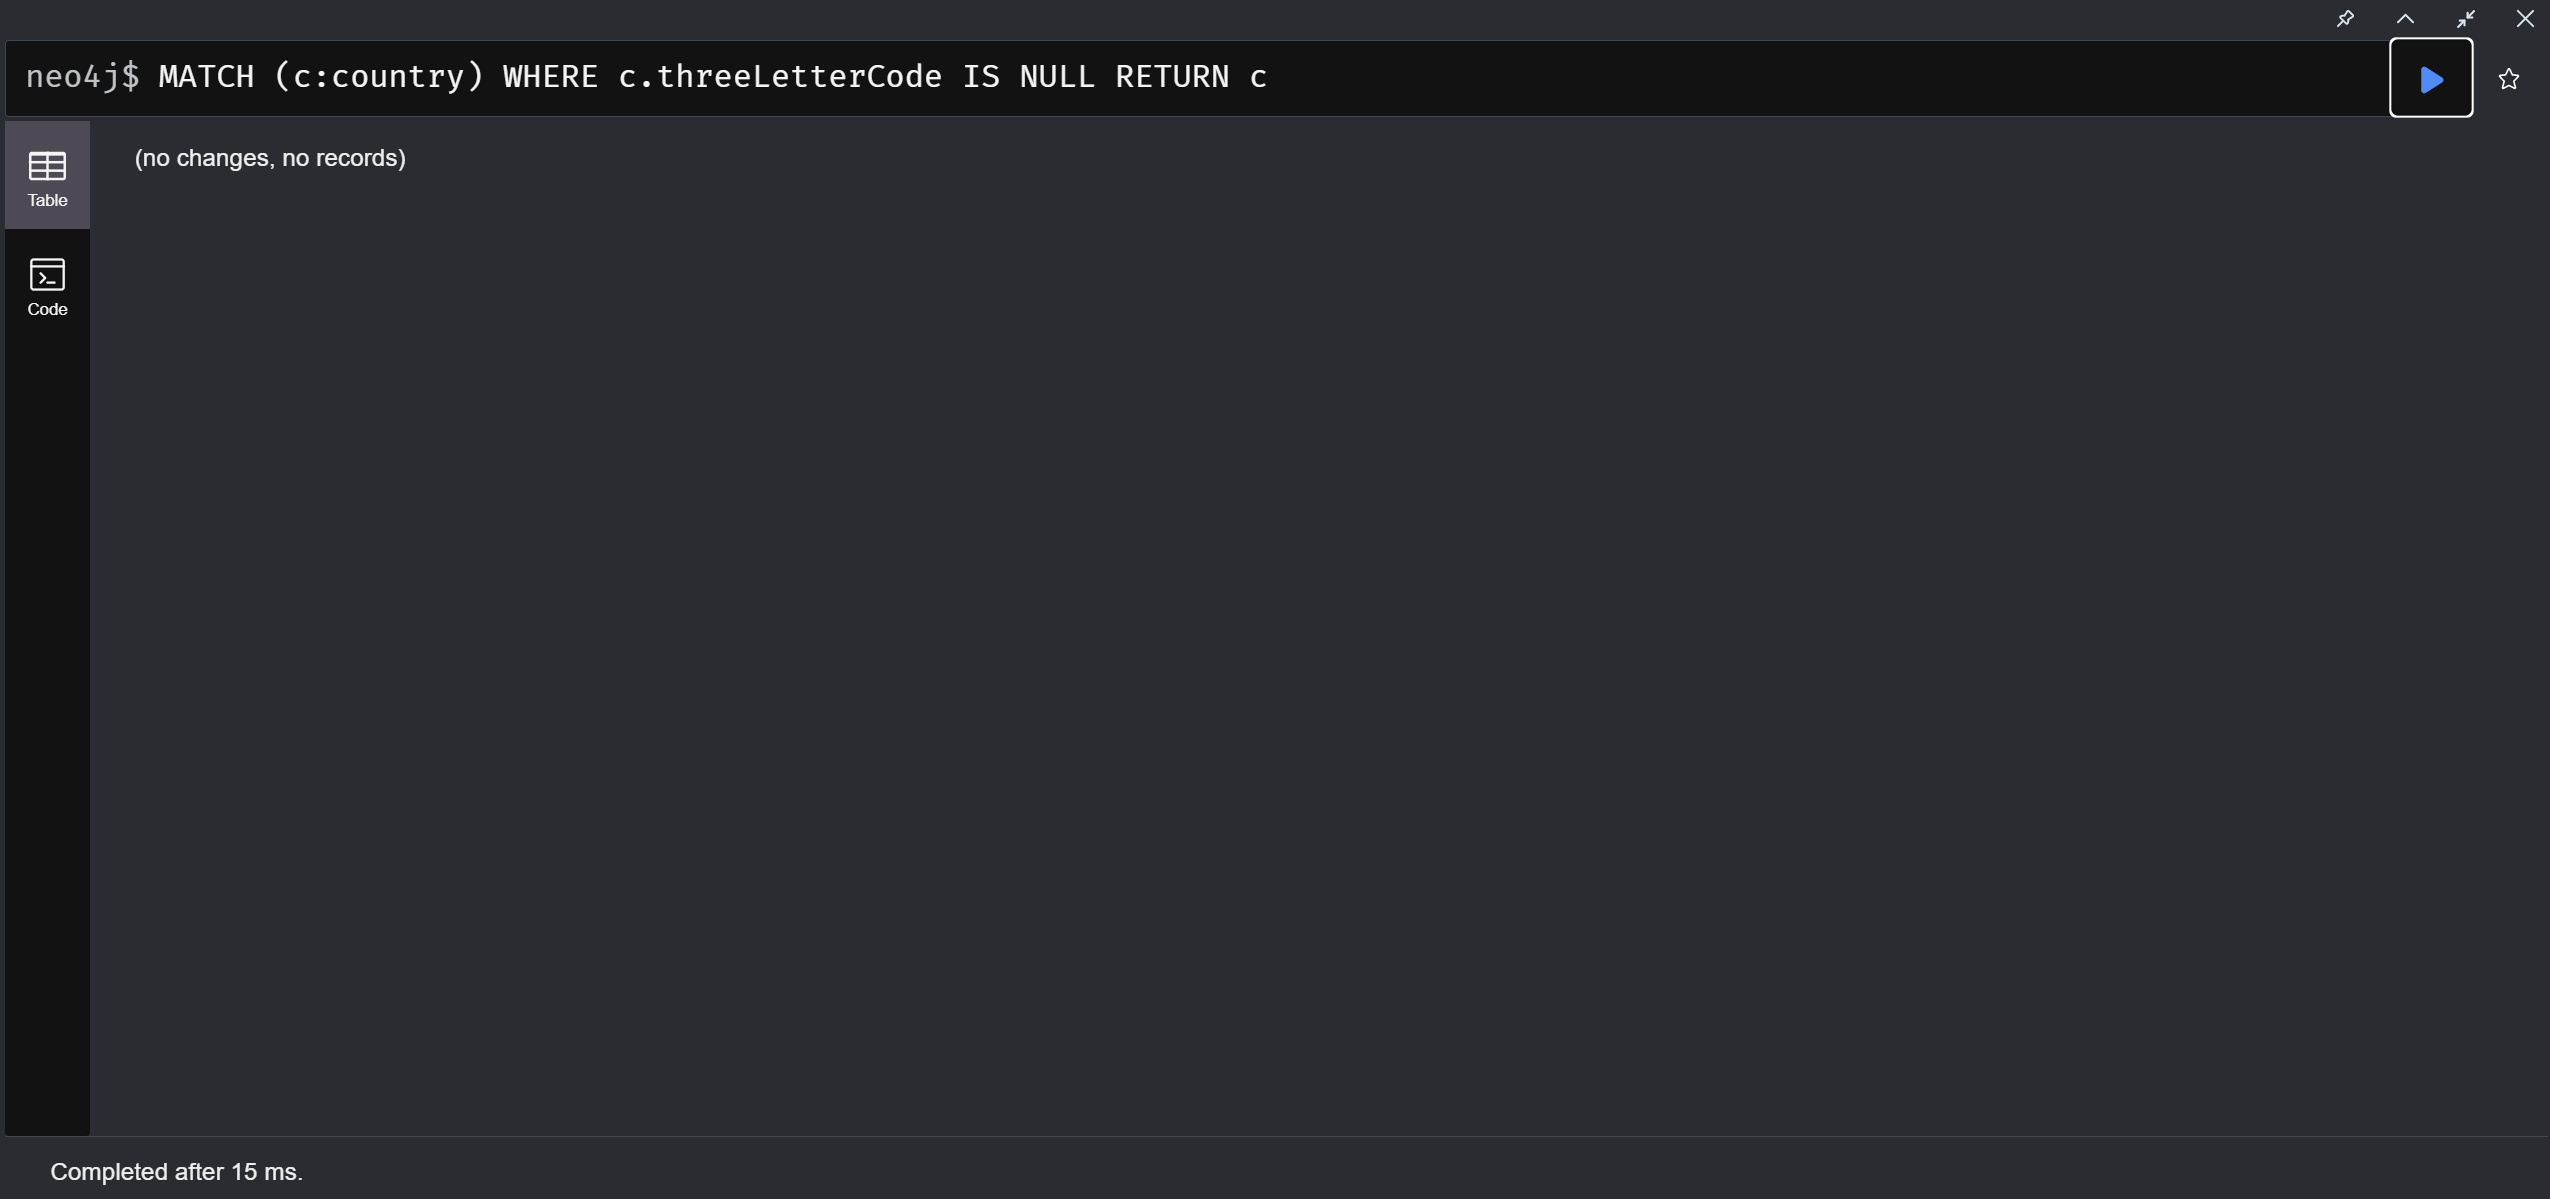 neo4j$ MATCH (c:country) WHERE c.threeLetterCode IS NULL RETURN c
(no changes, no records)
Table
Code
Completed after 15 ms.